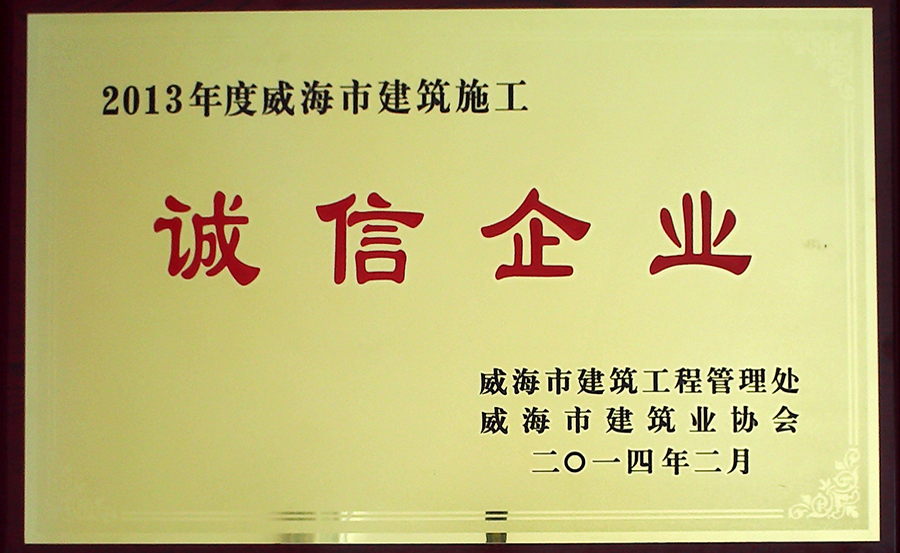 2013年度威海市建筑施工
诚信企业
威海市建筑工程管理处
威海市建筑业协会
二〇一四年二月